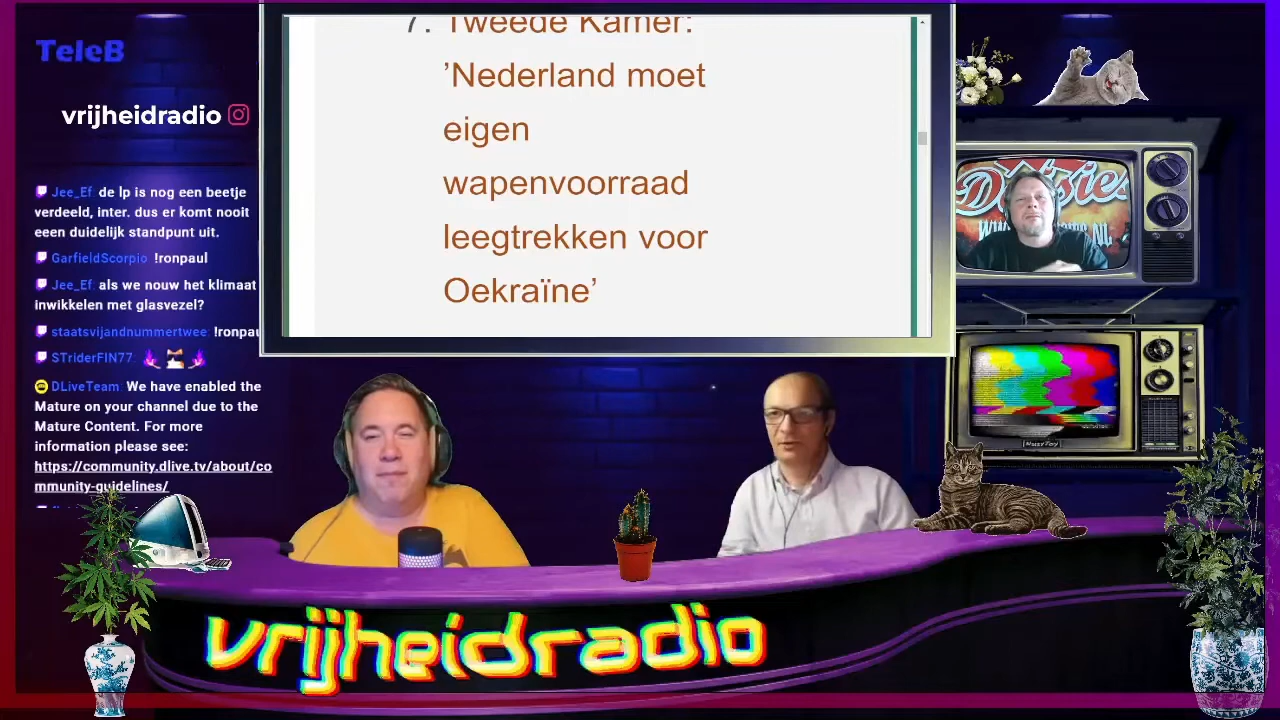 TeleB
vrijheidradio
Jee_Ef: de lp is nog een beetje
verdeeld, inter. dus er komt nooit
eeen duidelijk standpunt uit.
GarfieldScorpio: !ronpaul
Jee_Ef: als we nouw het klimaat
inwikkelen met glasvezel?
staatsvijandnummertwee: !ronpau
STriderFIN77:
DLiveTeam: We have enabled the
Mature on your channel due to the
Mature Content. For more
information please see:
https://community.dlive.tv/about/co
mmunity-guidelines/
7. Tweede Kamer:
’Nederland moet
eigen
wapenvoorraad
leegtrekken voor
Oekraïne’
vrijheidradio